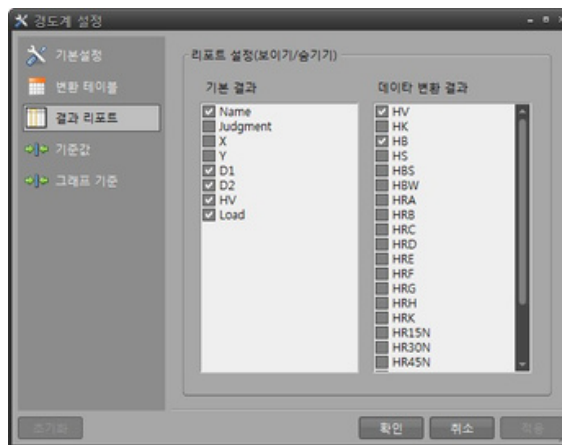 경도계 설정
기본설정
변환 테이블
결과 리포트
기준값
그래프 기준
리포트 설정(보이기/숨기기)
기본 결과
Name
Judgment
X
Y
D1
D2
HV
Load
데이타 변환 결과
HV
HK
HB
HS
HBS
HBW
HRA
HRB
HRC
HRD
HRE
HRF
HRG
HRH
HRK
HR15N
HR30N
HR45N
초기화
확인
취소
적용